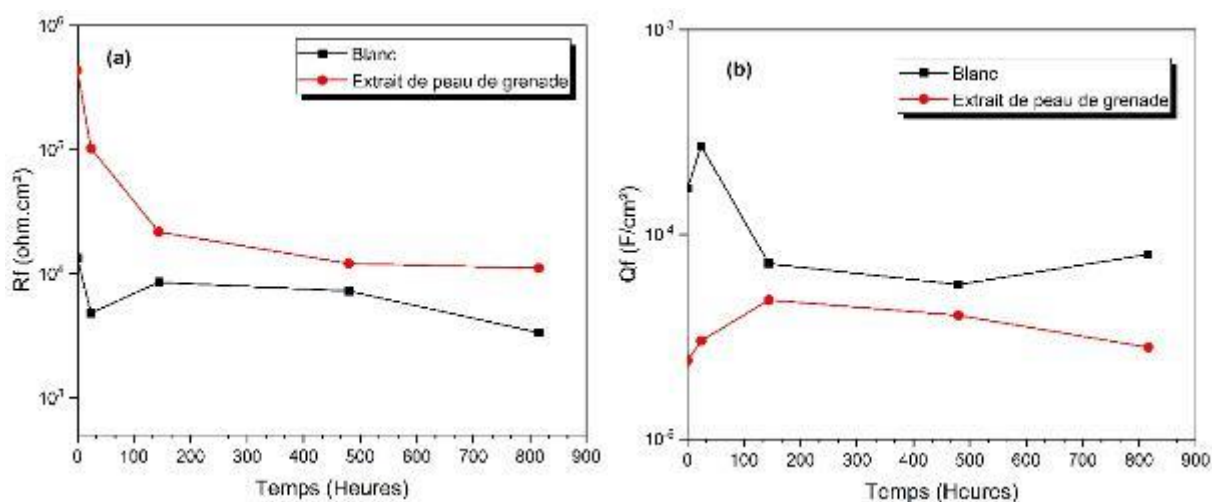 (a)
Blanc
Extrait de peau de grenade
Rf (ohm.cm²)
10⁶
10⁵
10⁴
10³
0 100 200 300 400 500 600 700 800 900
Temps (Heures)
(b)
Blanc
Extrait de peau de grenade
Qf (F/cm²)
10⁻³
10⁻⁴
0 100 200 300 400 500 600 700 800 900
Temps (Heures)